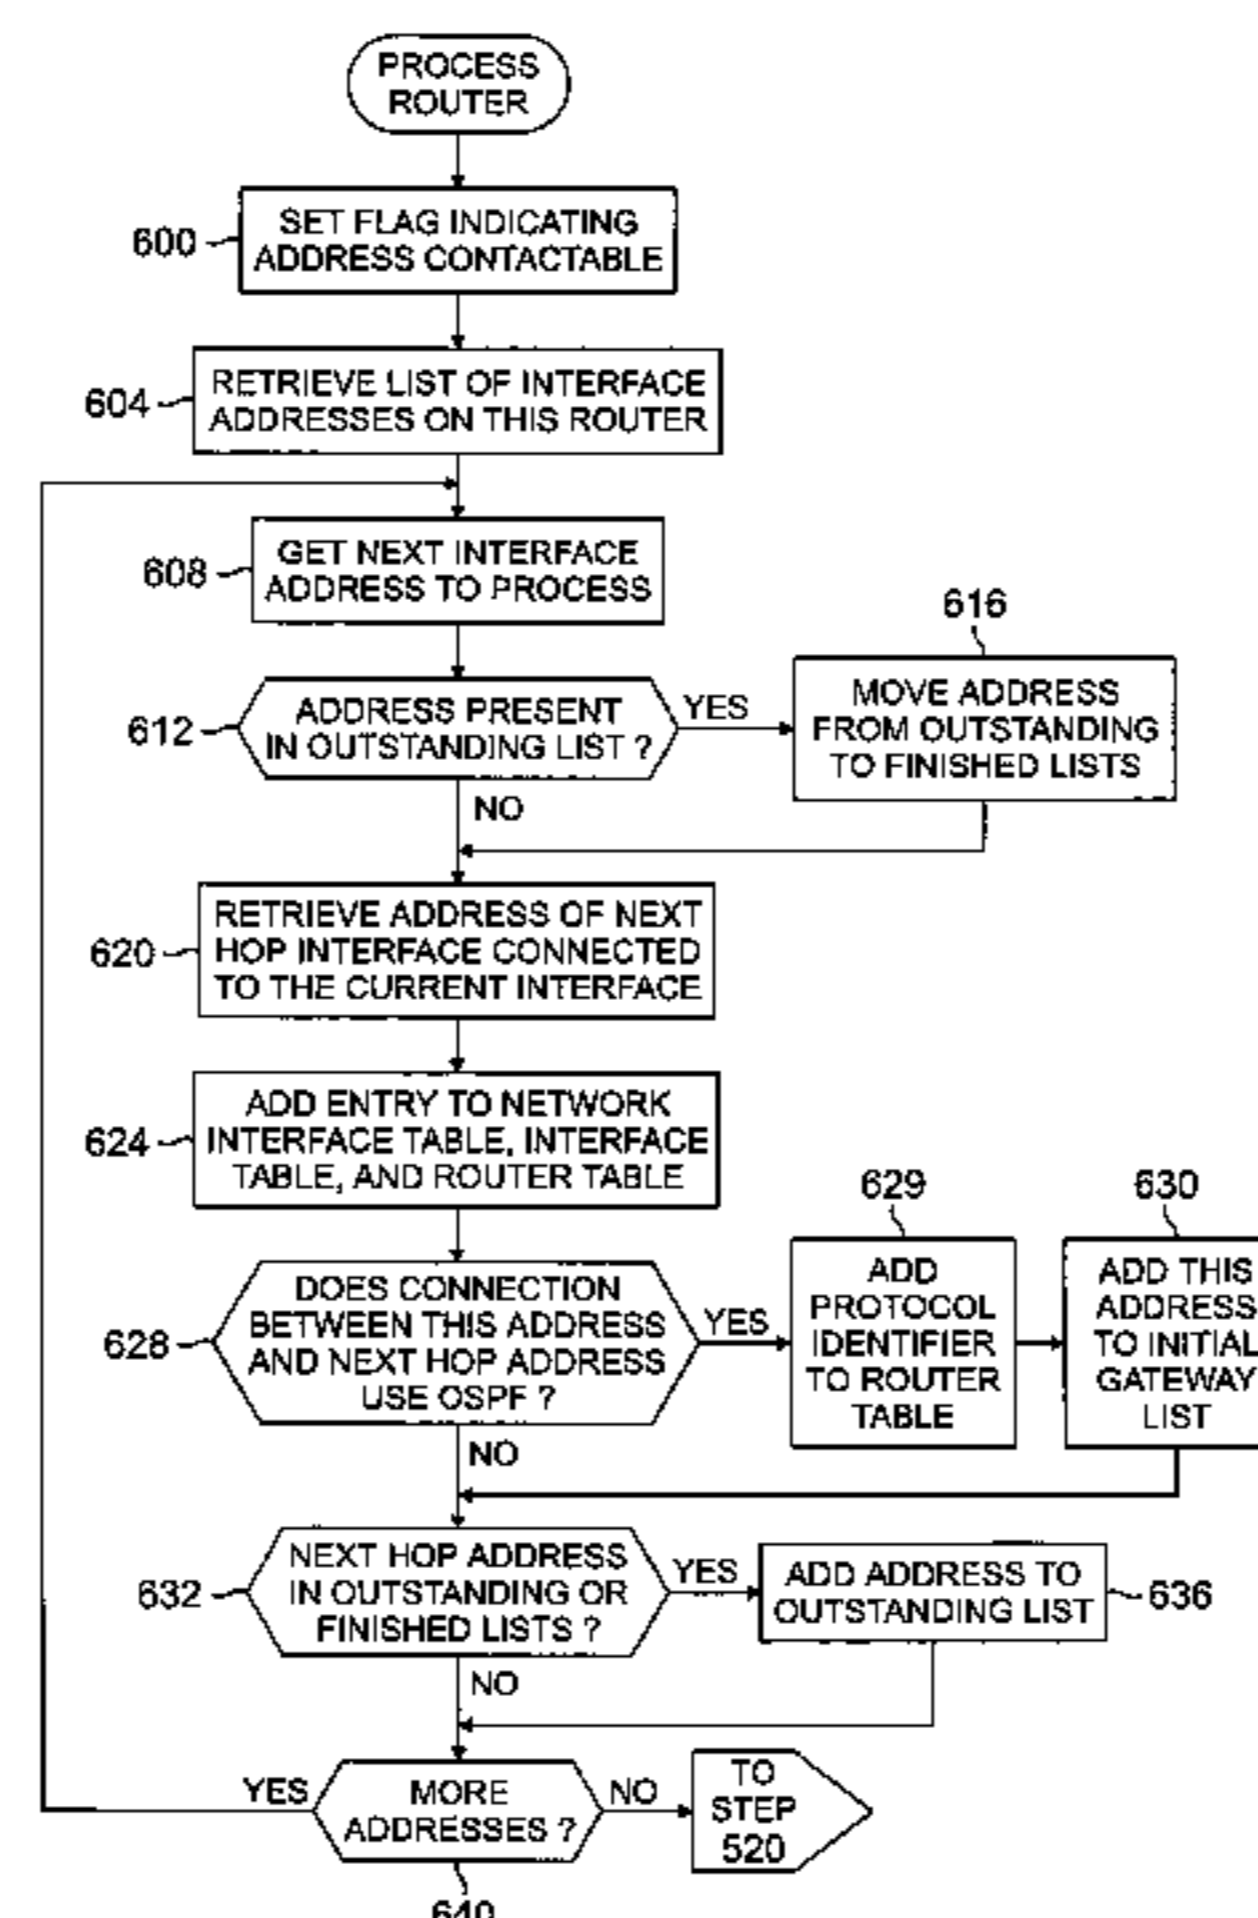 PROCESS
ROUTER
600
SET FLAG INDICATING
ADDRESS CONTACTABLE
604
RETRIEVE LIST OF INTERFACE
ADDRESSES ON THIS ROUTER
608
GET NEXT INTERFACE
ADDRESS TO PROCESS
612
ADDRESS PRESENT
IN OUTSTANDING LIST ?
YES
NO
616
MOVE ADDRESS
FROM OUTSTANDING
TO FINISHED LISTS
620
RETRIEVE ADDRESS OF NEXT
HOP INTERFACE CONNECTED
TO THE CURRENT INTERFACE
624
ADD ENTRY TO NETWORK
INTERFACE TABLE, INTERFACE
TABLE, AND ROUTER TABLE
628
DOES CONNECTION
BETWEEN THIS ADDRESS
AND NEXT HOP ADDRESS
USE OSPF ?
YES
NO
629
ADD
PROTOCOL
IDENTIFIER
TO ROUTER
TABLE
630
ADD THIS
ADDRESS
TO INITIAL
GATEWAY
LIST
632
NEXT HOP ADDRESS
IN OUTSTANDING OR
FINISHED LISTS ?
YES
NO
ADD ADDRESS TO
OUTSTANDING LIST
636
YES
MORE
ADDRESSES ?
NO
TO
STEP
520
640